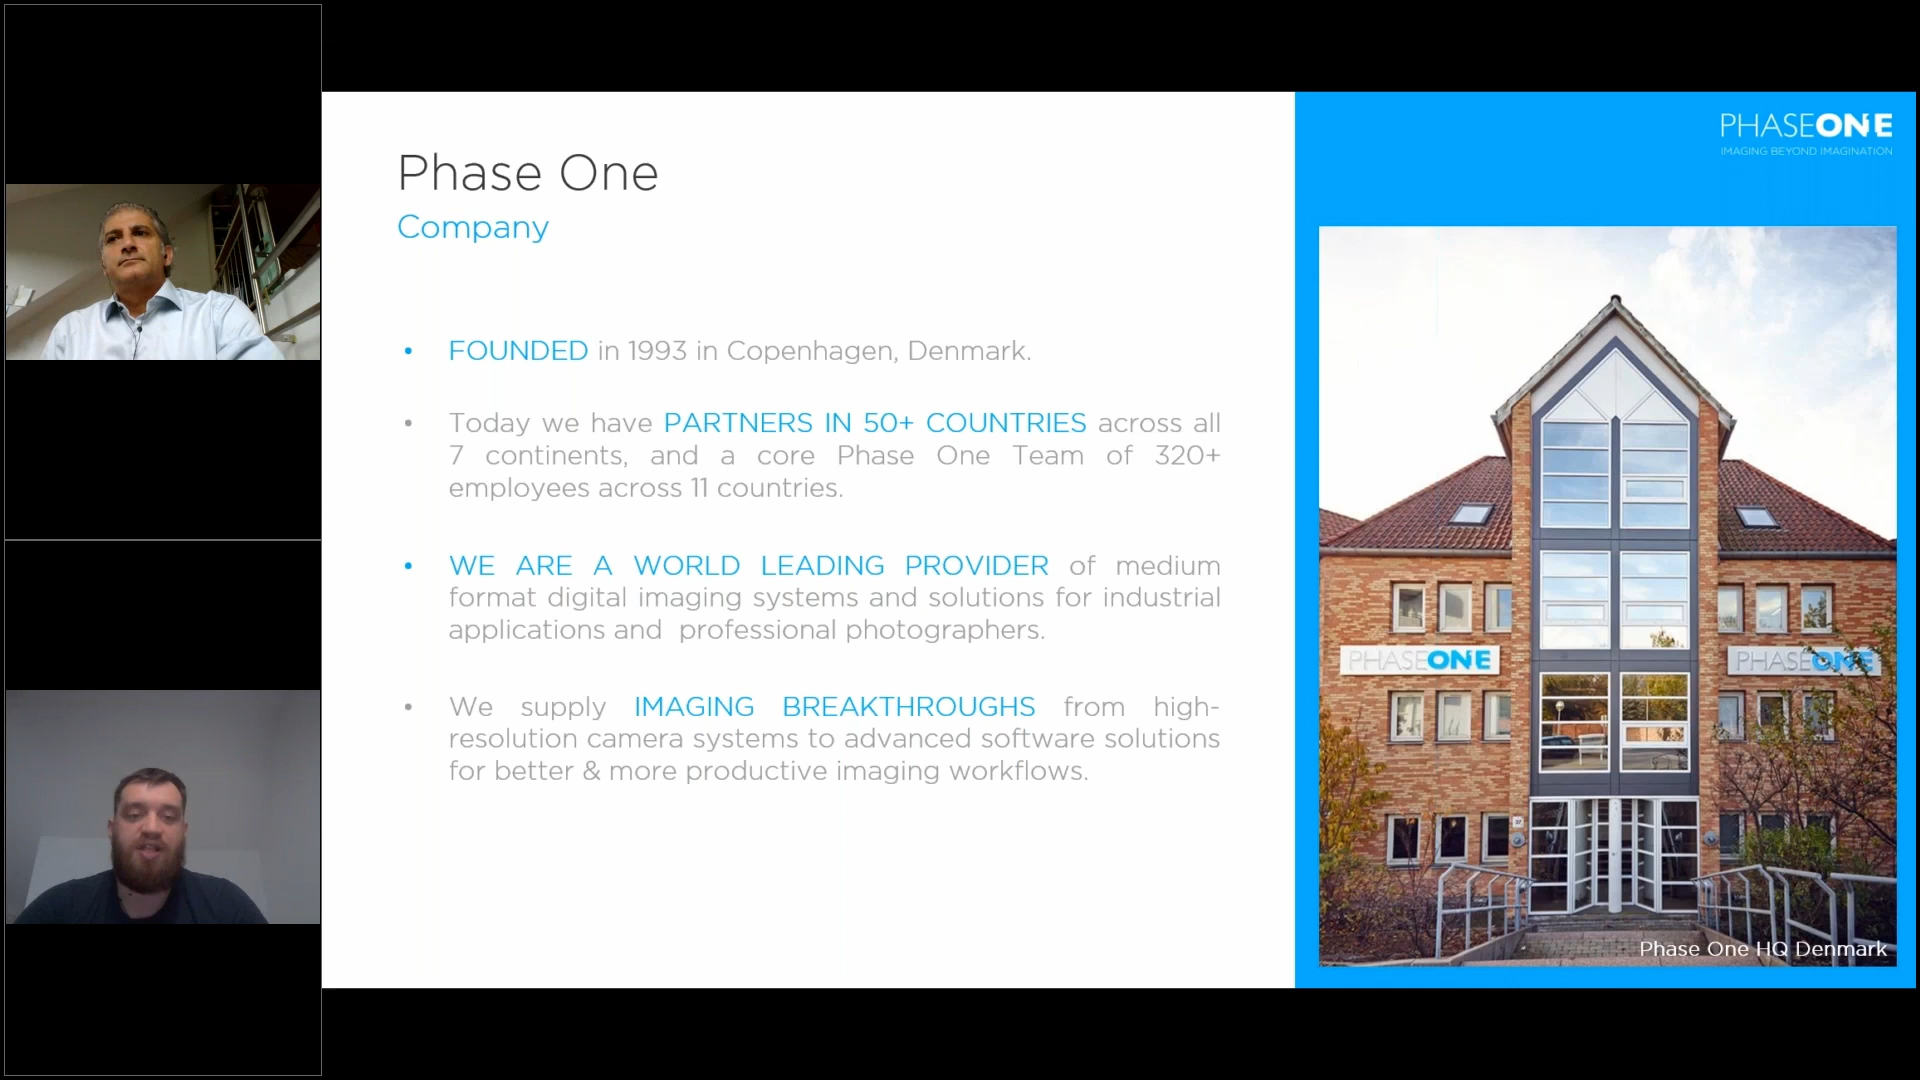 PHASEONE
IMAGING BEYOND IMAGINATION
Phase One
Company
• FOUNDED in 1993 in Copenhagen, Denmark.
• Today we have PARTNERS IN 50+ COUNTRIES across all
7 continents, and a core Phase One Team of 320+
employees across 11 countries.
• WE ARE A WORLD LEADING PROVIDER of medium
format digital imaging systems and solutions for industrial
applications and professional photographers.
• We supply IMAGING BREAKTHROUGHS from high-
resolution camera systems to advanced software solutions
for better & more productive imaging workflows.
PHASEONE
PHASEONE
37
Phase One HQ Denmark